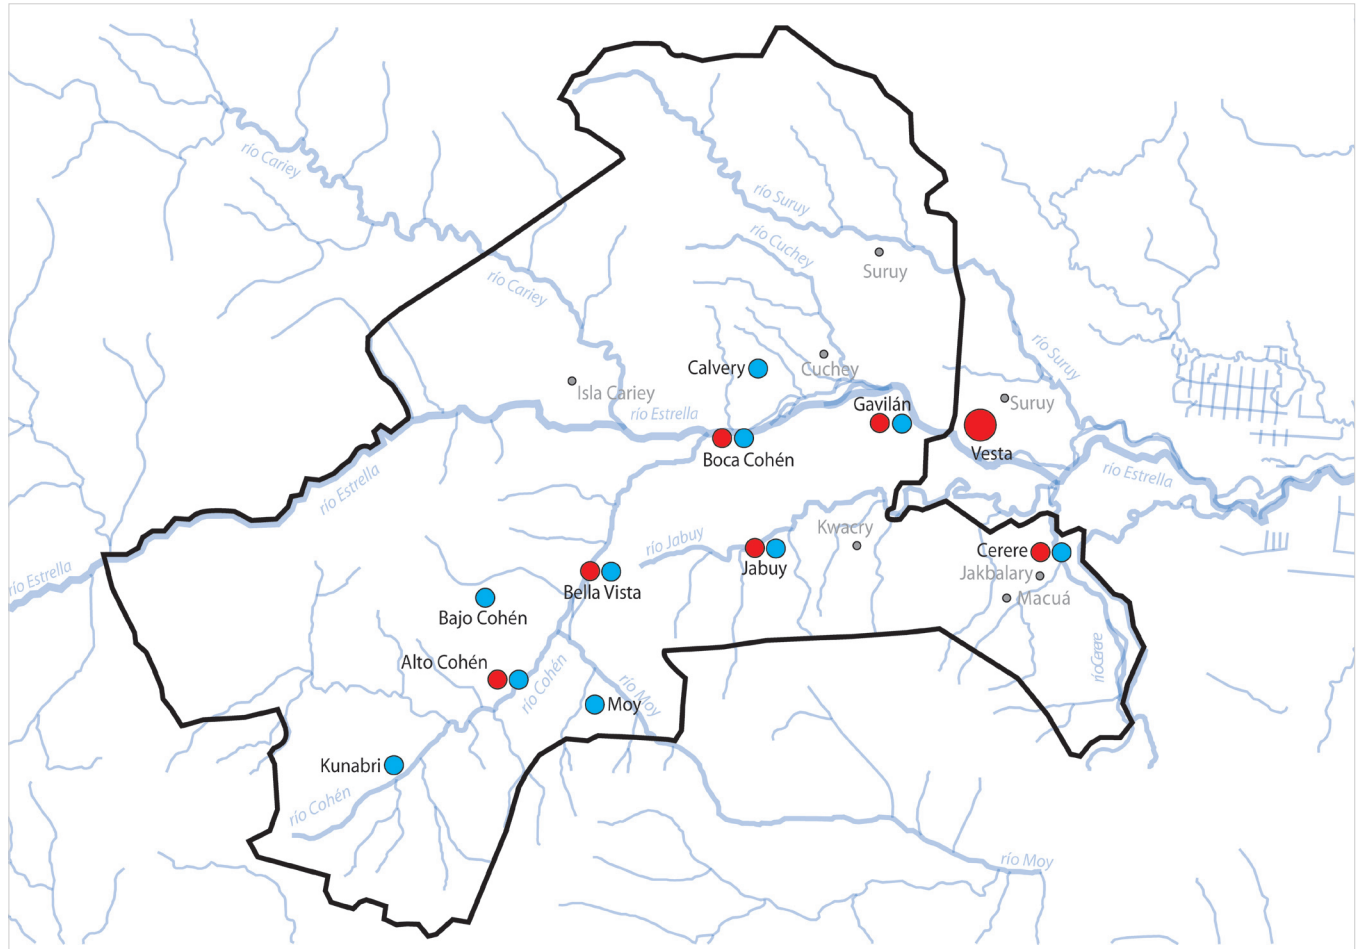 río Cariey
río Suruy
río Cuchey
Suruy
río Cariey
río Suruy
Calvery
Cuchey
Isla Cariey
Gavilán
Suruy
río Estrella
Vesta
Boca Cohén
río Estrella
río Estrella
Kwacry
río Jabuy
Cerere
Jabuy
Jakbalary
río Estrella
Bella Vista
Macuá
Bajo Cohén
ríoCerere
Alto Cohén
río Cohén
río Moy
Moy
Kunabri
río Cohén
río Moy